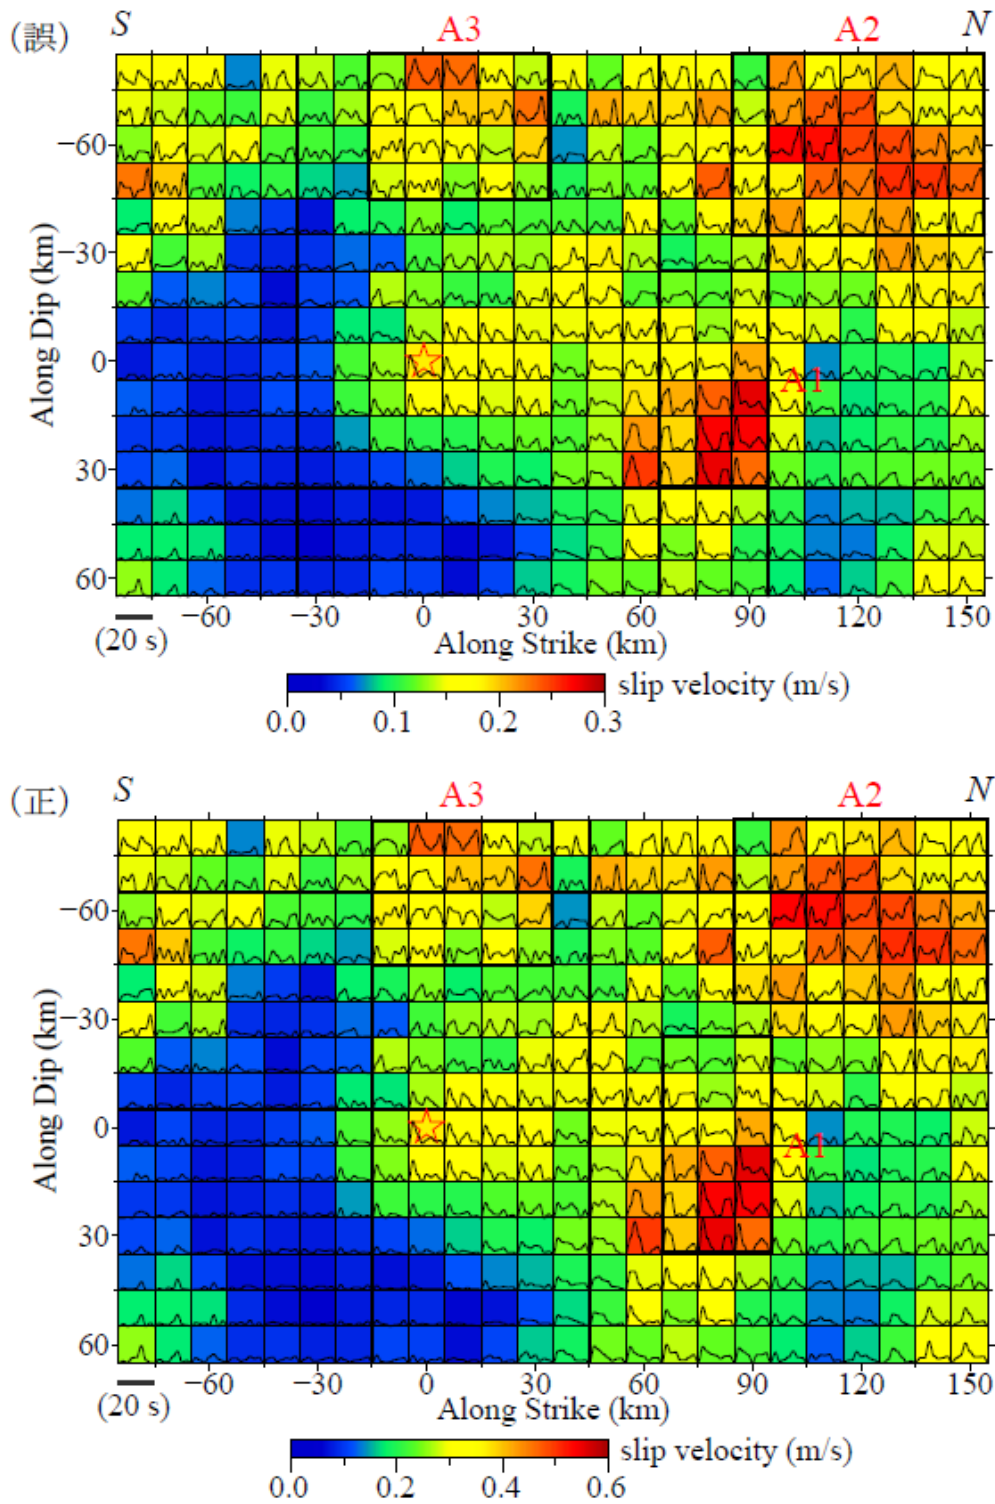 (誤) S A3 A2 N
−60
−30
0
30
60
Along Dip (km)
A1
−60 −30 0 30 60 90 120 150
(20 s)
Along Strike (km)
slip velocity (m/s)
0.0 0.1 0.2 0.3
(正) S A3 A2 N
−60
−30
0
30
60
Along Dip (km)
A1
−60 −30 0 30 60 90 120 150
(20 s)
Along Strike (km)
slip velocity (m/s)
0.0 0.2 0.4 0.6